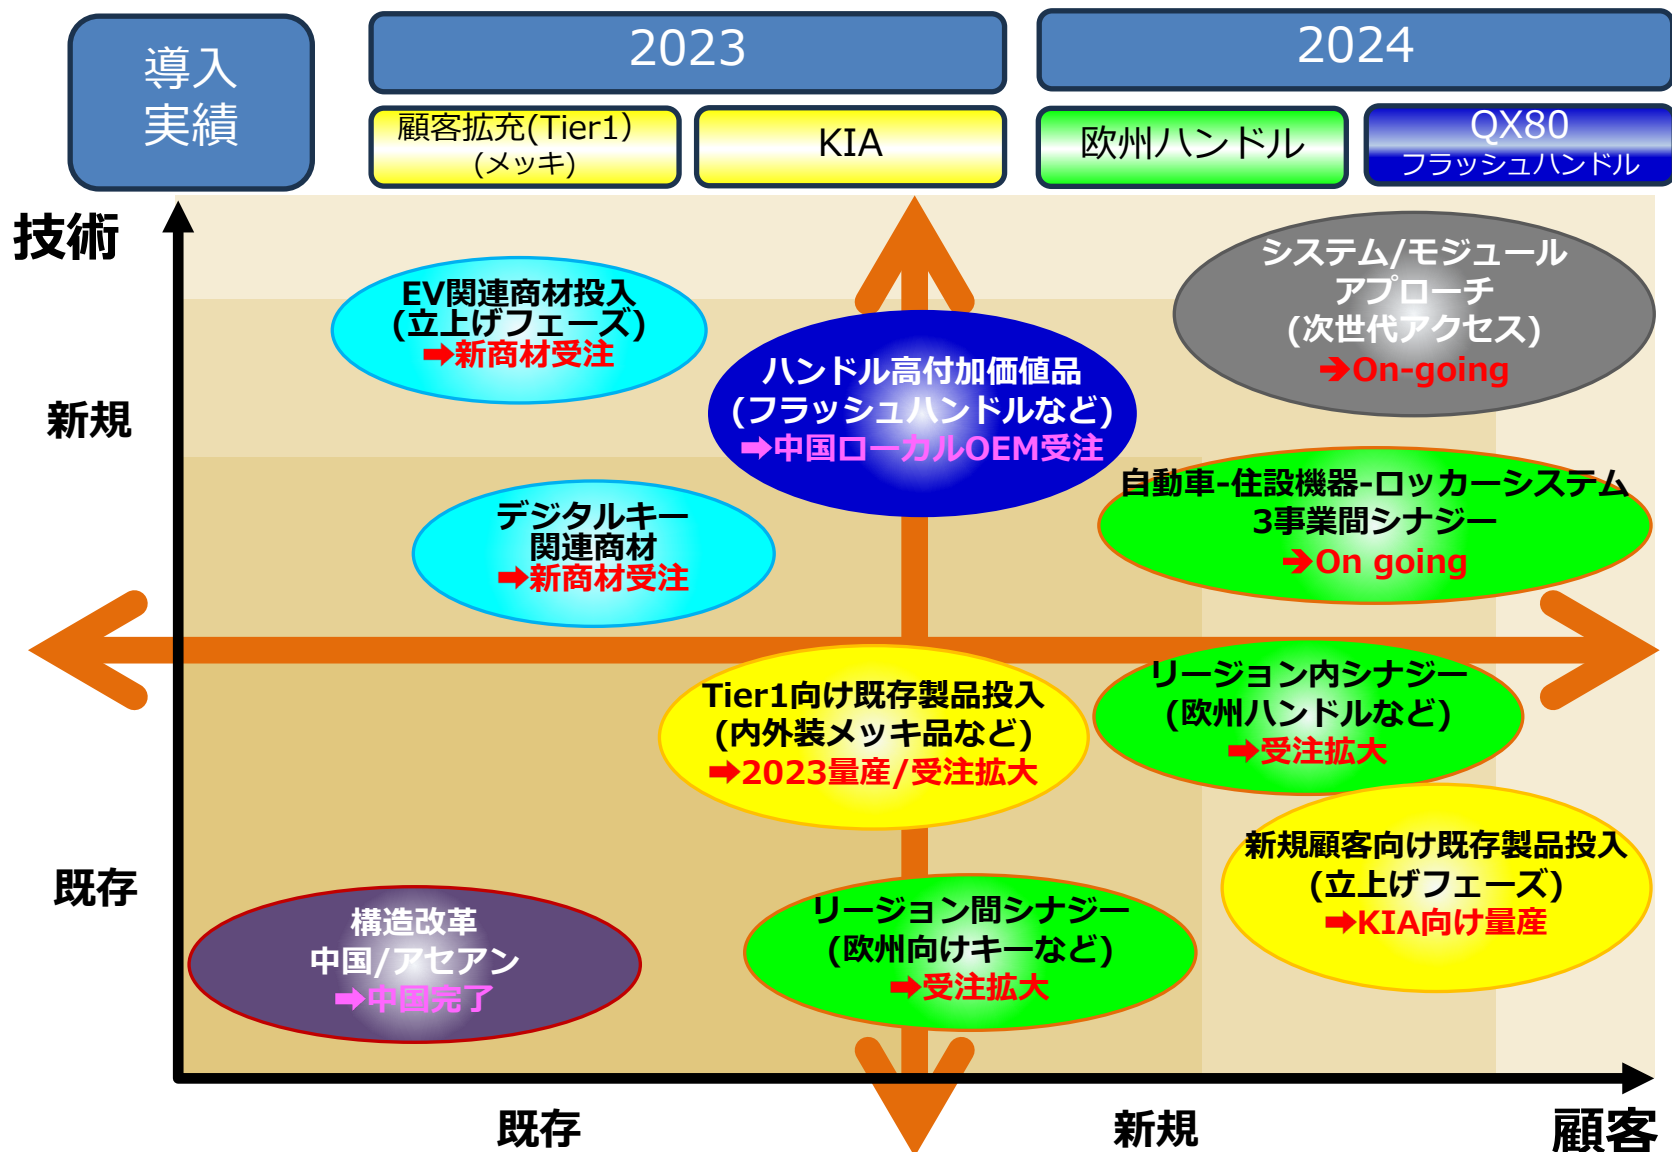 導入
実績
2023
2024
顧客拡充(Tier1)
(メッキ)
KIA
欧州ハンドル
QX80
フラッシュハンドル
技術
新規
既存
EV関連商材投入
(立上げフェーズ)
➡新商材受注
ハンドル高付加価値品
(フラッシュハンドルなど)
➡中国ローカルOEM受注
システム/モジュール
アプローチ
(次世代アクセス)
➔On-going
デジタルキー
関連商材
➡新商材受注
自動車-住設機器-ロッカーシステム
3事業間シナジー
➔On going
Tier1向け既存製品投入
(内外装メッキ品など)
➡2023量産/受注拡大
リージョン内シナジー
(欧州ハンドルなど)
➡受注拡大
新規顧客向け既存製品投入
(立上げフェーズ)
➡KIA向け量産
構造改革
中国/アセアン
➡中国完了
リージョン間シナジー
(欧州向けキーなど)
➡受注拡大
既存
新規
顧客